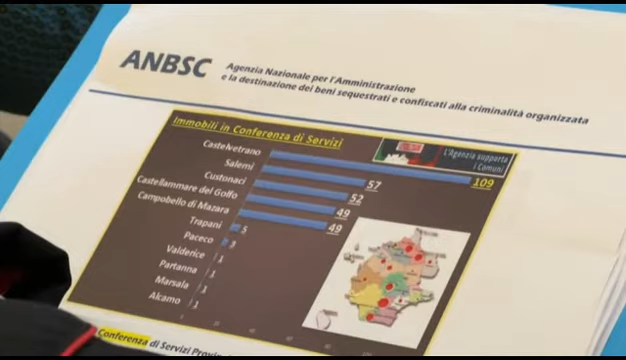 ANBSC
Agenzia Nazionale per l'Amministrazione
e la destinazione dei beni sequestrati e confiscati alla criminalità organizzata
Immobili in Conferenza di Servizi
L'Agenzia supporta
i Comuni
Castelvetrano 109
Salemi 57
Custonaci 52
Castellammare del Golfo 49
Campobello di Mazara 49
Trapani 5
Paceco 3
Valderice 1
Partanna 1
Marsala 1
Alcamo 1
Conferenza di Servizi